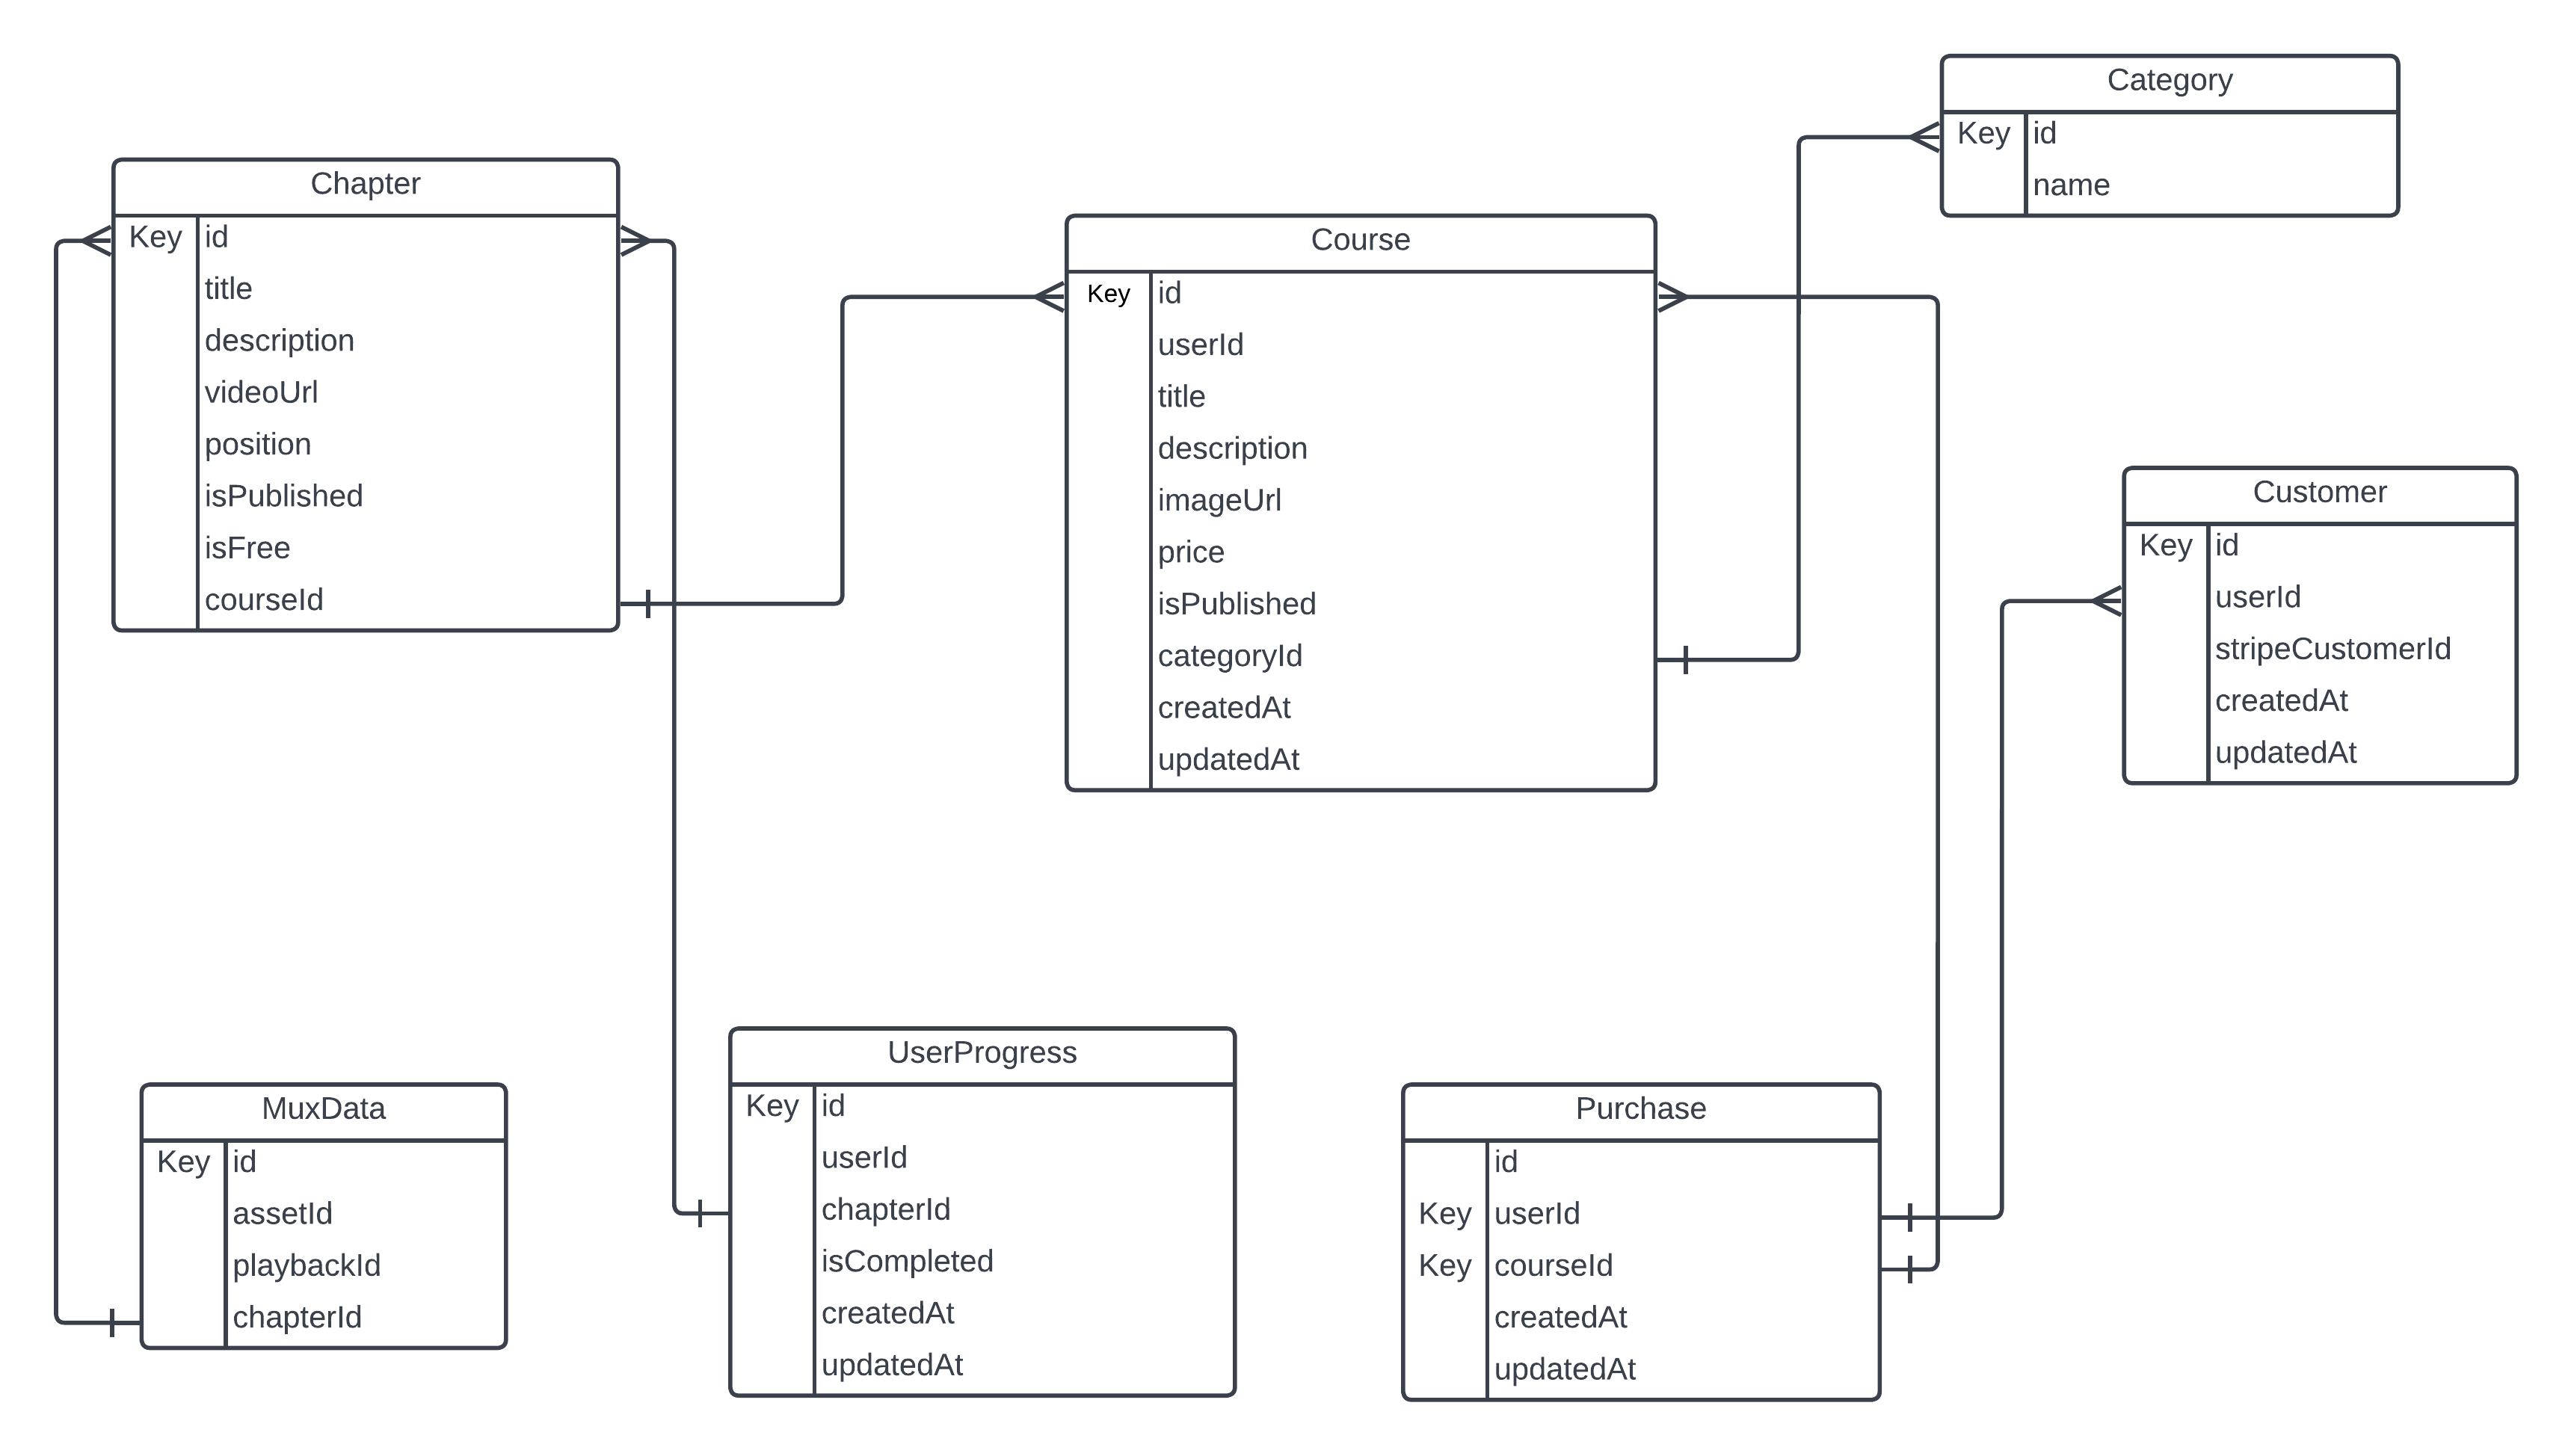 Category
Key id
name
Chapter
Key id
title
description
videoUrl
position
isPublished
isFree
courseId
Course
Key id
userId
title
description
imageUrl
price
isPublished
categoryId
createdAt
updatedAt
Customer
Key id
userId
stripeCustomerId
createdAt
updatedAt
MuxData
Key id
assetId
playbackId
chapterId
UserProgress
Key id
userId
chapterId
isCompleted
createdAt
updatedAt
Purchase
id
Key userId
Key courseId
createdAt
updatedAt